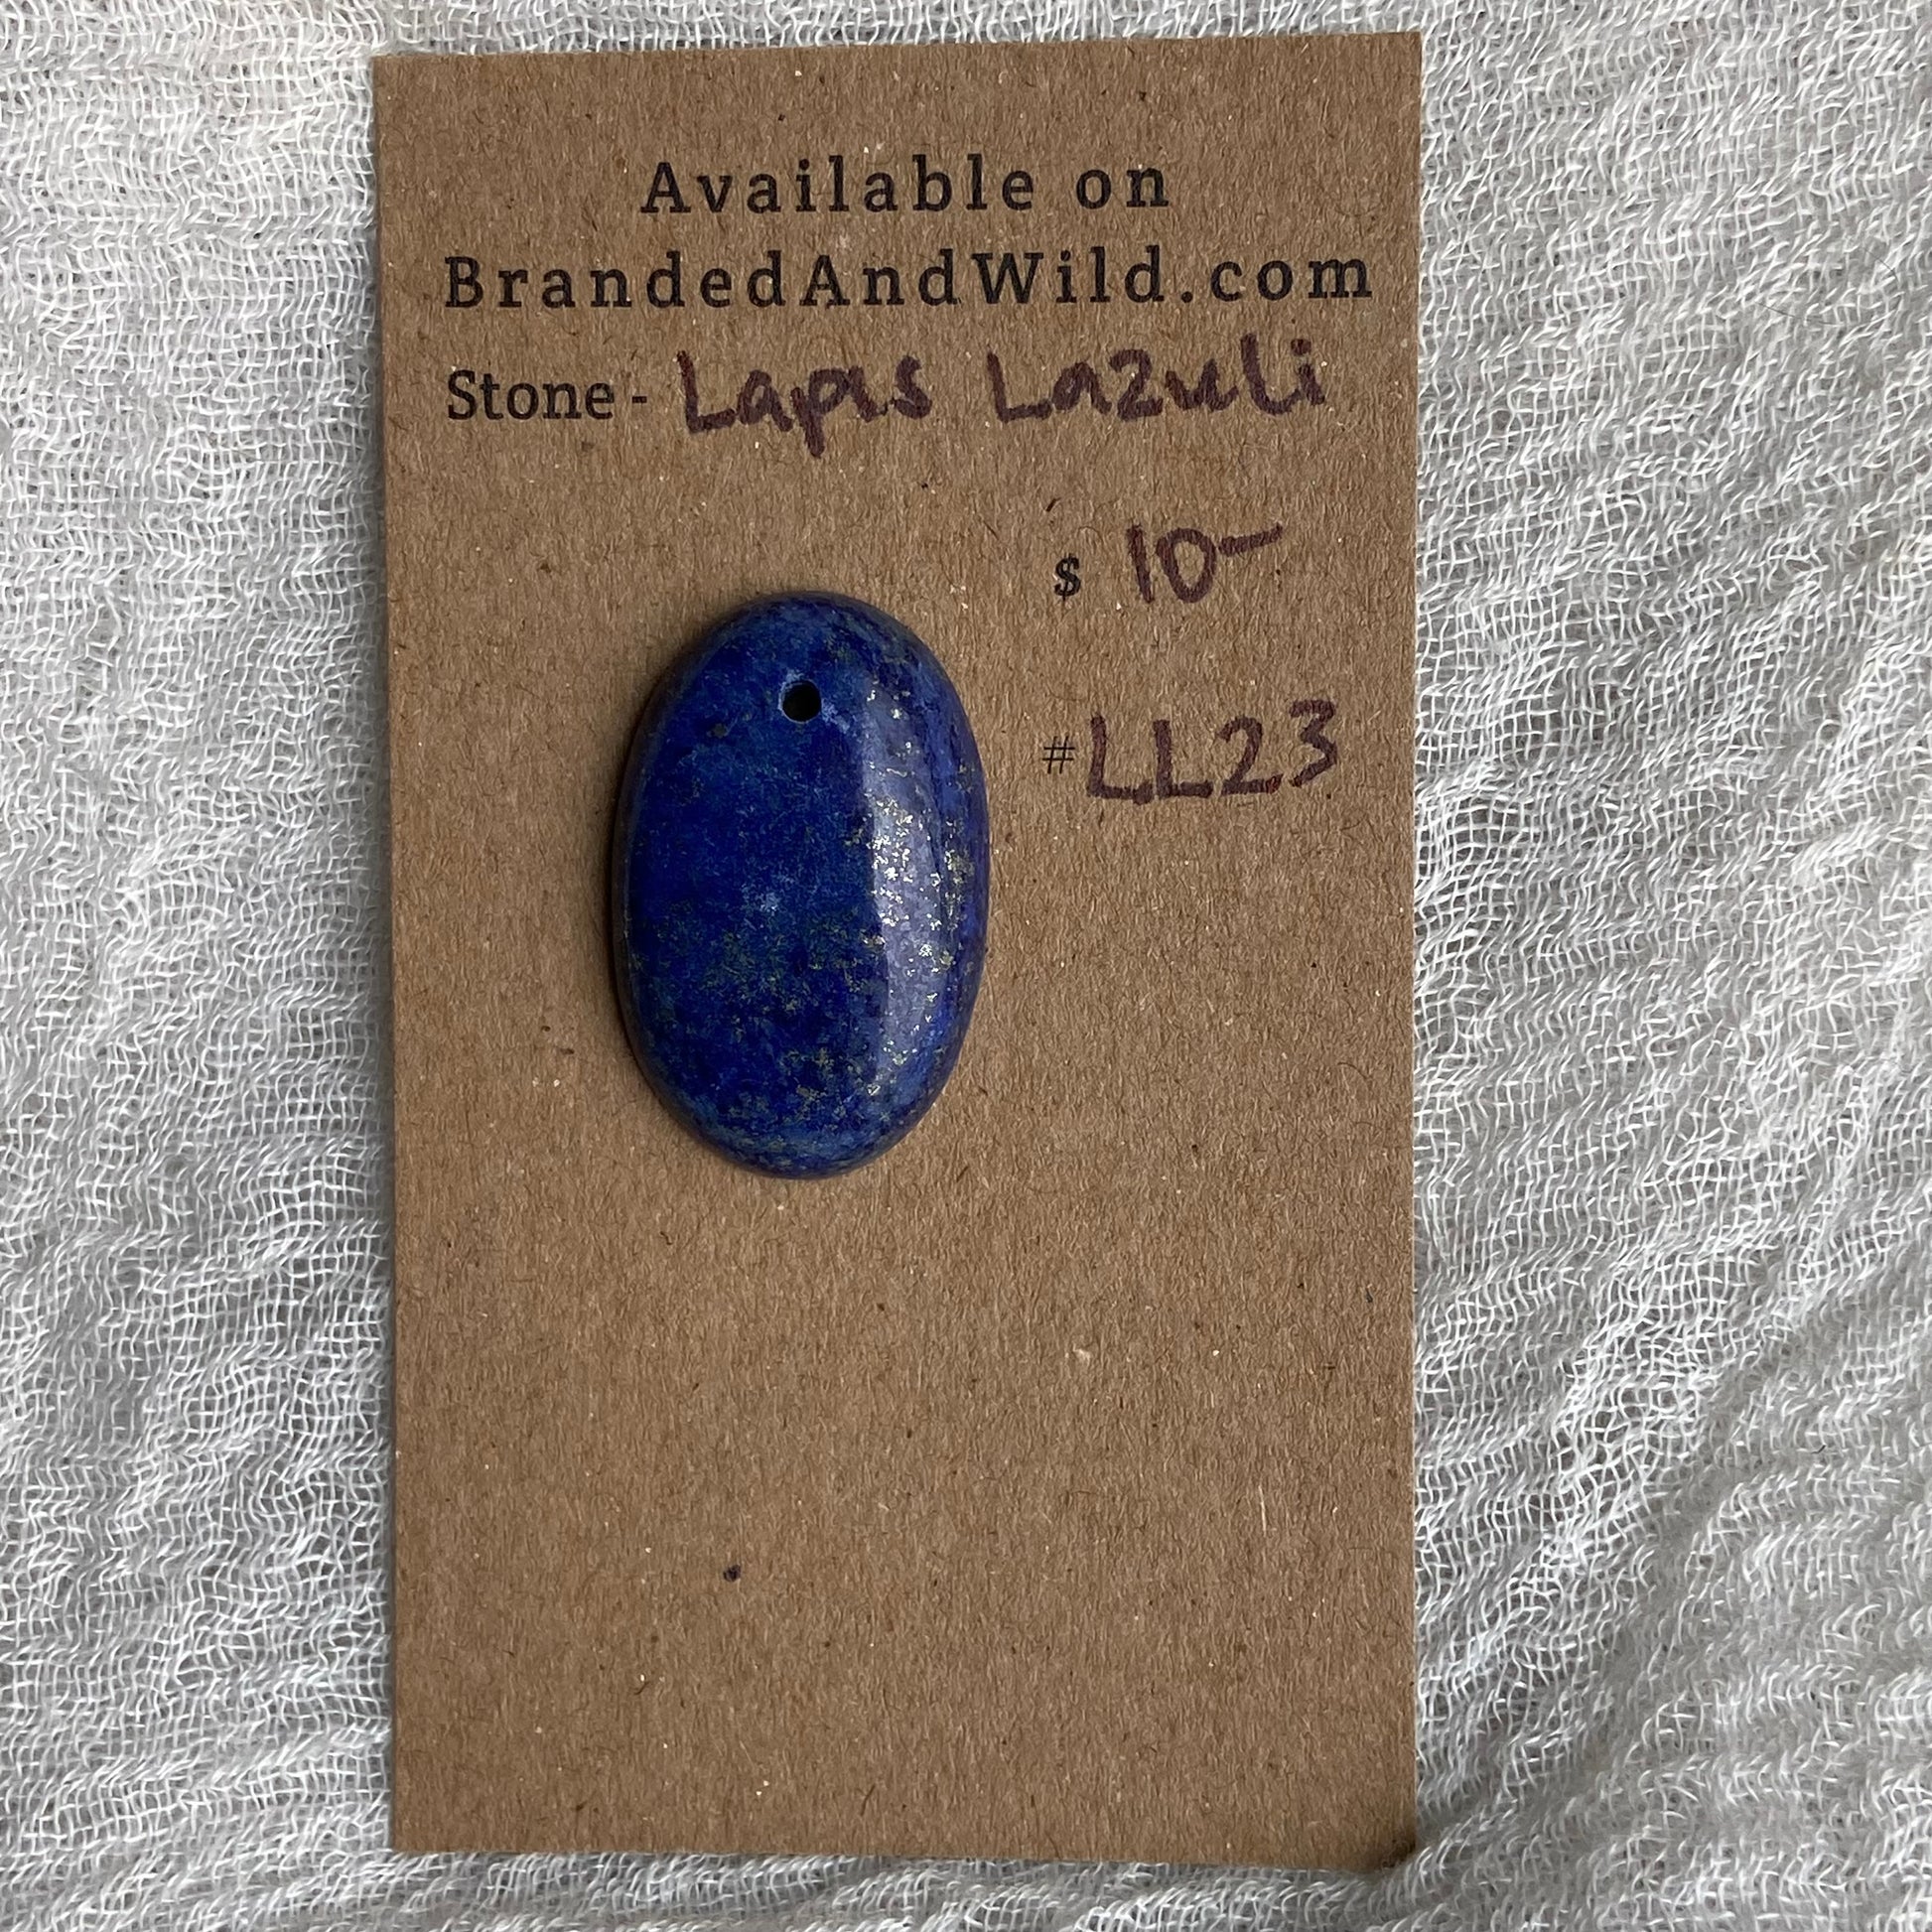 Available on
BrandedAndWild.com
Stone - Lapis Lazuli
$ 10-
#LL23